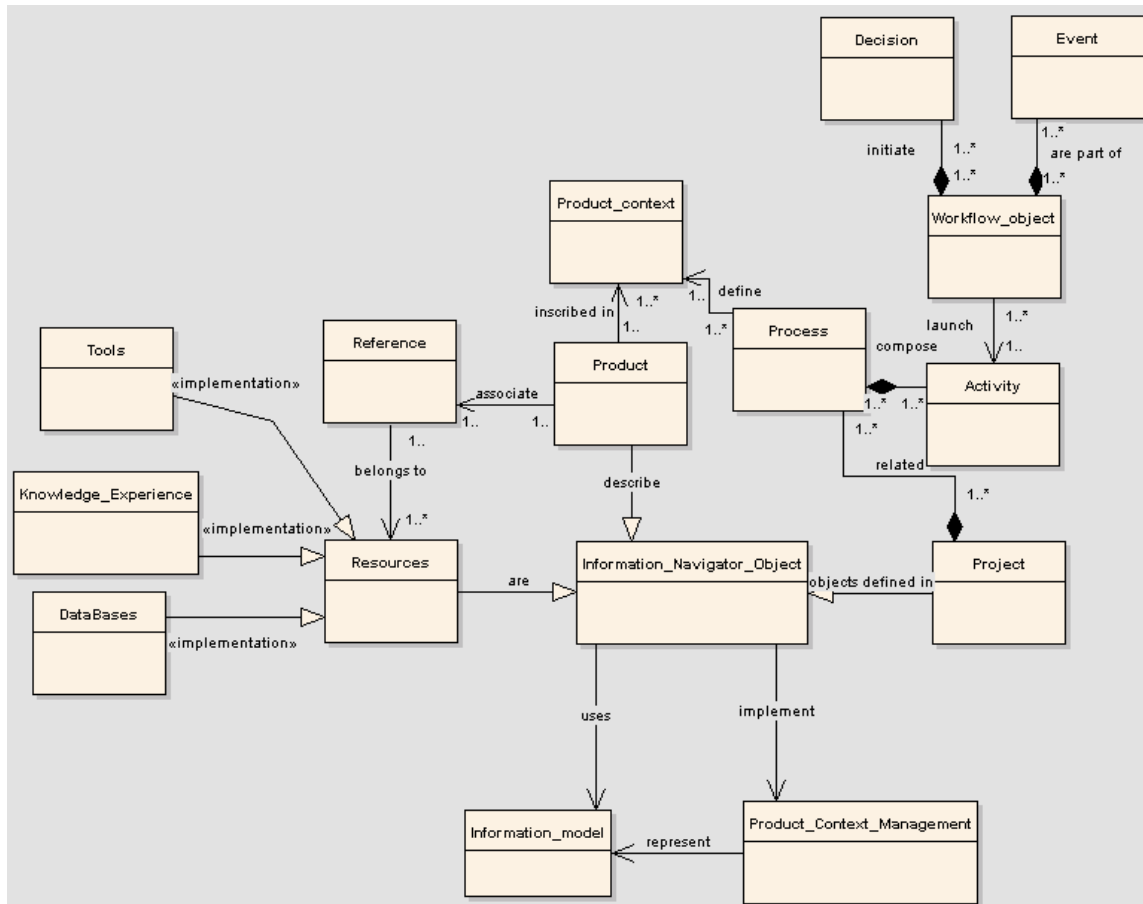 Decision
Event
1..*
initiate
1..*
are part of
1..*
1..*
Product_context
Workflow_object
1..*
1..
define
inscribed in
1..
1..*
launch
1..*
Tools
Reference
Product
Process
compose
1..
Activity
«implementation»
associate
1..
1..
1..*
1..*
1..
1..*
belongs to
describe
related
Knowledge_Experience
1..*
«implementation»
1..*
Resources
Information_Navigator_Object
Project
are
objects defined in
DataBases
«implementation»
uses
implement
Information_model
Product_Context_Management
represent